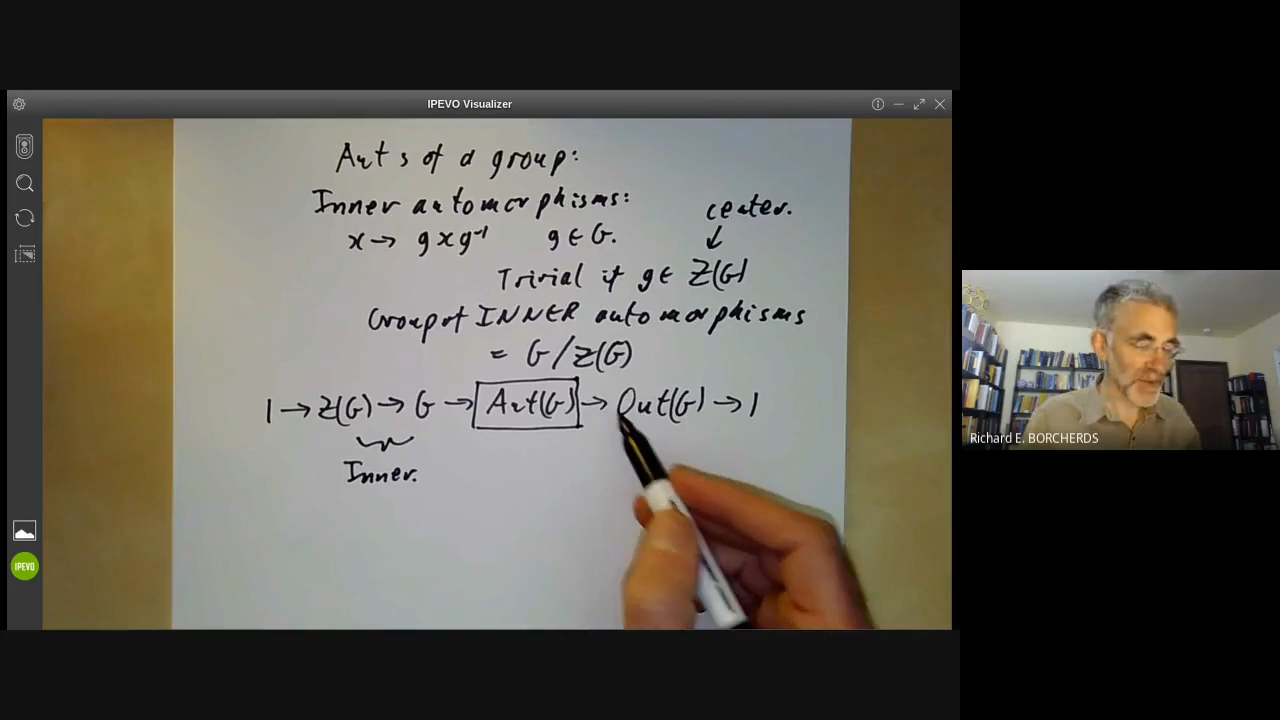 IPEVO Visualizer
Auts of a group:
Inner automorphisms:
center.
x → gxg⁻¹ g ∈ G.
↓
Trivial if g ∈ Z(G)
Group of INNER automorphisms
= G/Z(G)
1 → Z(G) → G → Aut(G) → Out(G) → 1
Inner.
Richard E. BORCHERDS
IPEVO